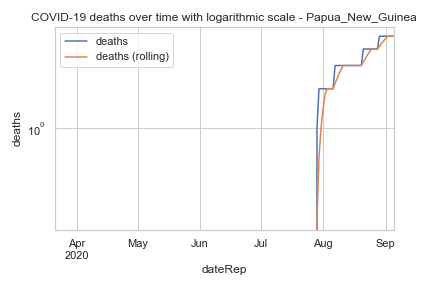 COVID-19 deaths over time with logarithmic scale - Papua_New_Guinea
deaths
deaths (rolling)
deaths
10⁰
Apr
2020
May
Jun
Jul
Aug
Sep
dateRep